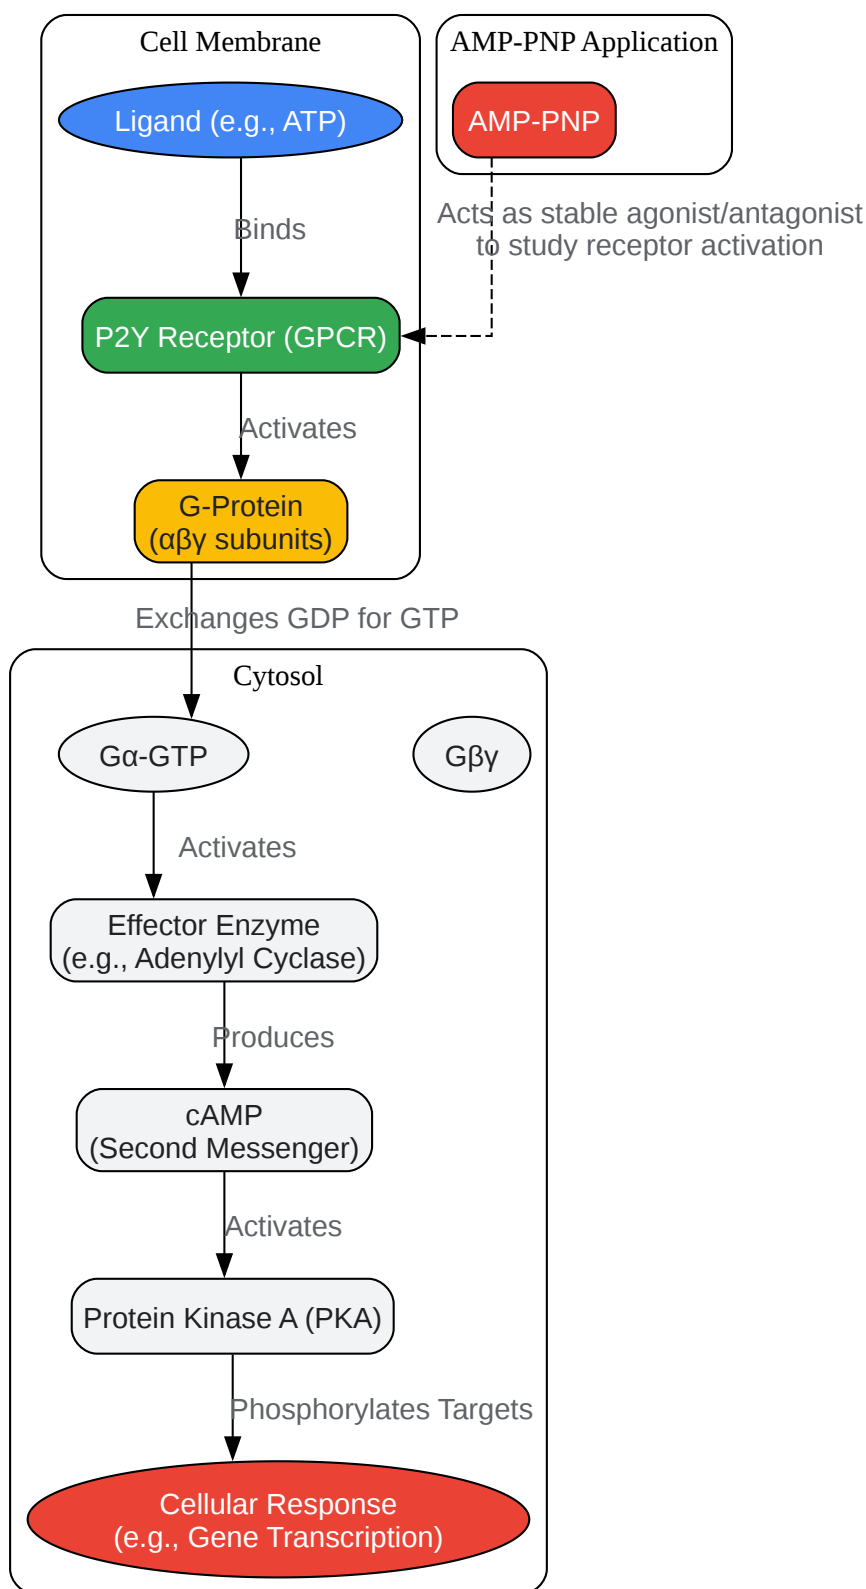 Cell Membrane
AMP-PNP Application
Ligand (e.g., ATP)
AMP-PNP
Binds
Acts as stable agonist/antagonist
to study receptor activation
P2Y Receptor (GPCR)
Activates
G-Protein
(αβγ subunits)
Exchanges GDP for GTP
Cytosol
Gα-GTP
Gβγ
Activates
Effector Enzyme
(e.g., Adenylyl Cyclase)
Produces
cAMP
(Second Messenger)
Activates
Protein Kinase A (PKA)
Phosphorylates Targets
Cellular Response
(e.g., Gene Transcription)